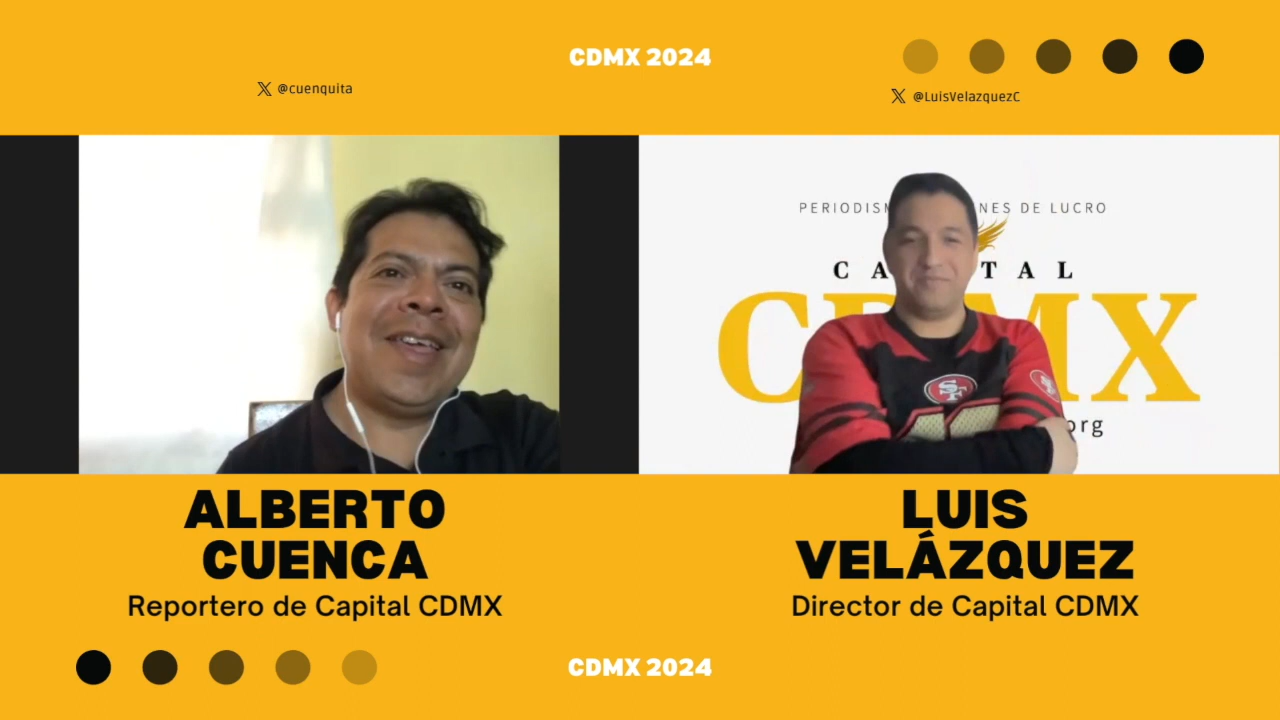 CDMX 2024
@cuenquita
@LuisVelazquezC
PERIODISM NES DE LUCRO
CA TAL
CDMX
org
SF
ALBERTO
CUENCA
Reportero de Capital CDMX
LUIS
VELÁZQUEZ
Director de Capital CDMX
CDMX 2024